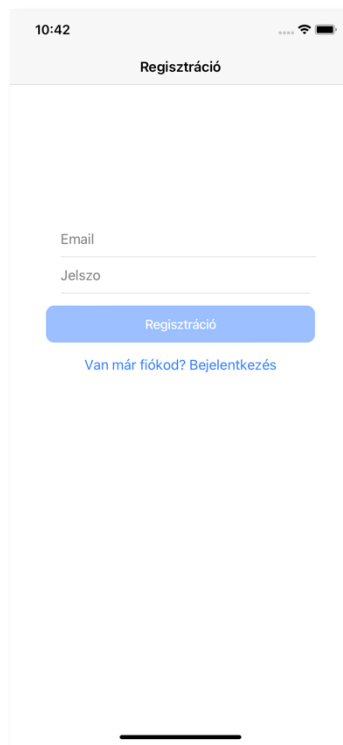 10:42
Regisztráció
Email
Jelszo
Regisztráció
Van már fiókod? Bejelentkezés